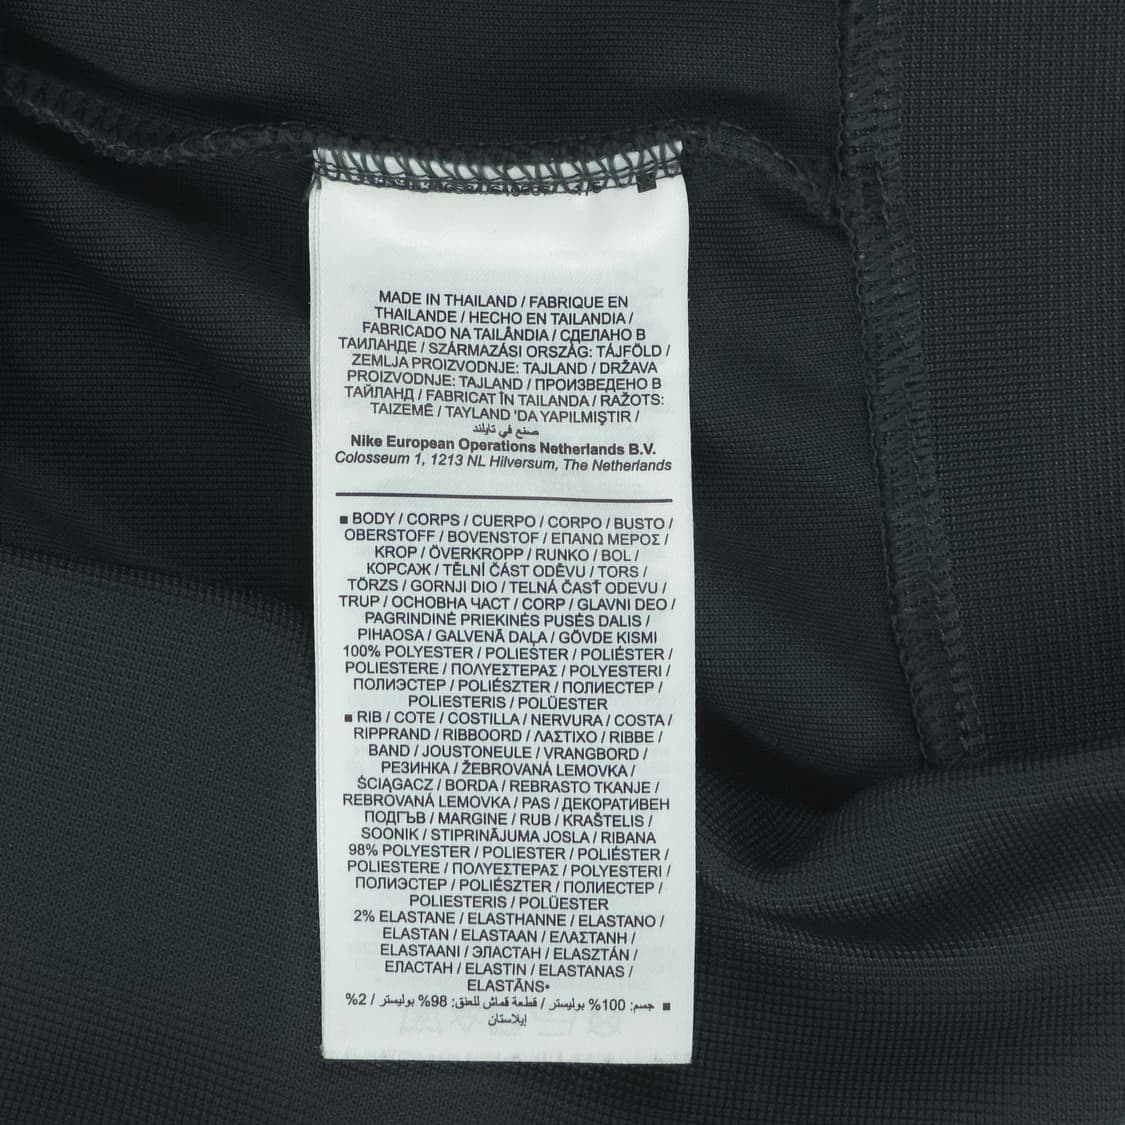 MADE IN THAILAND / FABRIQUE EN
THAILANDE / HECHO EN TAILANDIA /
FABRICADO NA TAILÂNDIA / СДЕЛАНО В
ТАИЛАНДЕ / SZÁRMAZÁSI ORSZÁG: TÁJFÖLD /
ZEMLJA PROIZVODNJE: TAJLAND / DRŽAVA
PROIZVODNJE: TAJLAND / ПРОИЗВЕДЕНО В
ТАЙЛАНД / FABRICAT ÎN TAILANDA / RAŽOTS:
TAIZEMĒ / TAYLAND 'DA YAPILMIŞTIR /
صنع في تايلند
Nike European Operations Netherlands B.V.
Colosseum 1, 1213 NL Hilversum, The Netherlands
■ BODY / CORPS / CUERPO / CORPO / BUSTO /
OBERSTOFF / BOVENSTOF / ΕΠΑΝΩ ΜΕΡΟΣ /
KROP / ÖVERKROPP / RUNKO / BOL /
КОРСАЖ / TĚLNÍ ČÁST ODĚVU / TORS /
TÖRZS / GORNJI DIO / TELNÁ ČASŤ ODEVU /
TRUP / ОСНОВНА ЧАСТ / CORP / GLAVNI DEO /
PAGRINDINĖ PRIEKINĖS PUSĖS DALIS /
PIHAOSA / GALVENĀ DAĻA / GÖVDE KISMI
100% POLYESTER / POLIESTER / POLIÉSTER /
POLIESTERE / ΠΟΛΥΕΣΤΕΡΑΣ / POLYESTERI /
ПОЛИЭСТЕР / POLIÉSZTER / ПОЛИЕСТЕР /
POLIESTERIS / POLÜESTER
■ RIB / COTE / COSTILLA / NERVURA / COSTA /
RIPPRAND / RIBBOORD / ΛΑΣΤΙΧΟ / RIBBE /
BAND / JOUSTONEULE / VRANGBORD /
РЕЗИНКА / ŽEBROVANÁ LEMOVKA /
ŚCIĄGACZ / BORDA / REBRASTO TKANJE /
REBROVANÁ LEMOVKA / PAS / ДЕКОРАТИВЕН
ПОДГЪВ / MARGINE / RUB / KRAŠTELIS /
SOONIK / STIPRINĀJUMA JOSLA / RIBANA
98% POLYESTER / POLIESTER / POLIÉSTER /
POLIESTERE / ΠΟΛΥΕΣΤΕΡΑΣ / POLYESTERI /
ПОЛИЭСТЕР / POLIÉSZTER / ПОЛИЕСТЕР /
POLIESTERIS / POLÜESTER
2% ELASTANE / ELASTHANNE / ELASTANO /
ELASTAN / ELASTAAN / ΕΛΑΣΤΑΝΗ /
ELASTAANI / ЭЛАСТАН / ELASZTÁN /
ЕЛАСТАН / ELASTIN / ELASTANAS /
ELASTĀNS•
■ جسم: 100% بوليستر / قطعة قماش للعنق: 98% بوليستر / 2%
إيلاستان